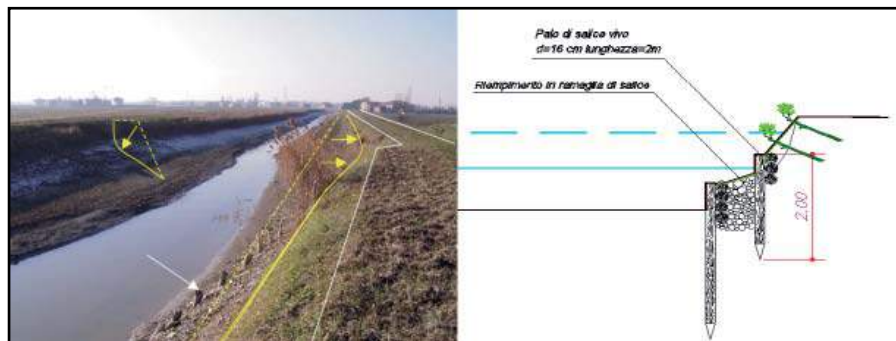 Palo di salice vivo
d=16 cm lunghezza=2m
Riempimento in ramaglia di salice
2.00